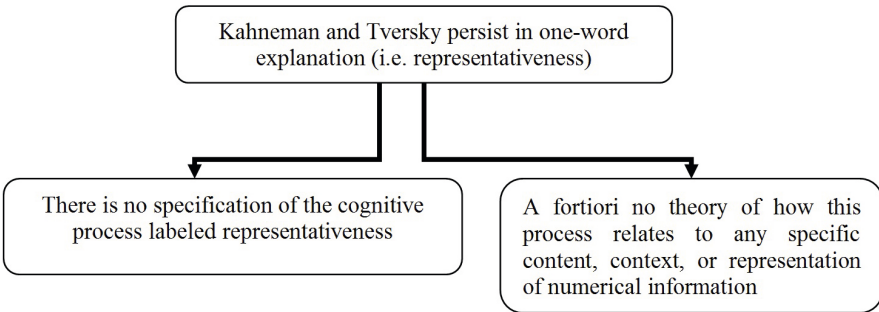 Kahneman and Tversky persist in one-word
explanation (i.e. representativeness)
There is no specification of the cognitive
process labeled representativeness
A fortiori no theory of how this
process relates to any specific
content, context, or representation
of numerical information